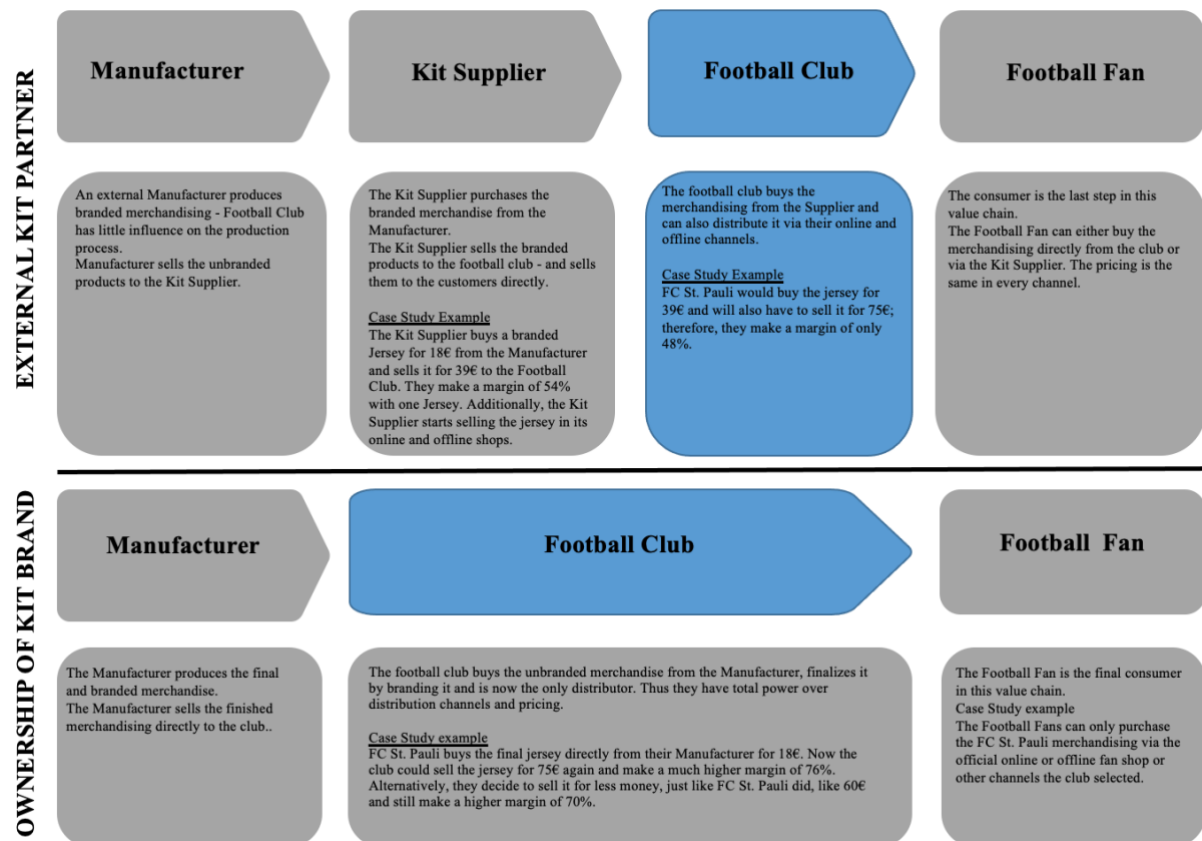 EXTERNAL KIT PARTNER
Manufacturer
Kit Supplier
Football Club
Football Fan
An external Manufacturer produces
branded merchandising - Football Club
has little influence on the production
process.
Manufacturer sells the unbranded
products to the Kit Supplier.
The Kit Supplier purchases the
branded merchandise from the
Manufacturer.
The Kit Supplier sells the branded
products to the football club - and sells
them to the customers directly.
Case Study Example
The Kit Supplier buys a branded
Jersey for 18€ from the Manufacturer
and sells it for 39€ to the Football
Club. They make a margin of 54%
with one Jersey. Additionally, the Kit
Supplier starts selling the jersey in its
online and offline shops.
The football club buys the
merchandising from the Supplier and
can also distribute it via their online and
offline channels.
Case Study Example
FC St. Pauli would buy the jersey for
39€ and will also have to sell it for 75€;
therefore, they make a margin of only
48%.
The consumer is the last step in this
value chain.
The Football Fan can either buy the
merchandising directly from the club or
via the Kit Supplier. The pricing is the
same in every channel.
OWNERSHIP OF KIT BRAND
Manufacturer
Football Club
Football Fan
The Manufacturer produces the final
and branded merchandise.
The Manufacturer sells the finished
merchandising directly to the club..
The football club buys the unbranded merchandise from the Manufacturer, finalizes it
by branding it and is now the only distributor. Thus they have total power over
distribution channels and pricing.
Case Study example
FC St. Pauli buys the final jersey directly from their Manufacturer for 18€. Now the
club could sell the jersey for 75€ again and make a much higher margin of 76%.
Alternatively, they decide to sell it for less money, just like FC St. Pauli did, like 60€
and still make a higher margin of 70%.
The Football Fan is the final consumer
in this value chain.
Case Study example
The Football Fans can only purchase
the FC St. Pauli merchandising via the
official online or offline fan shop or
other channels the club selected.